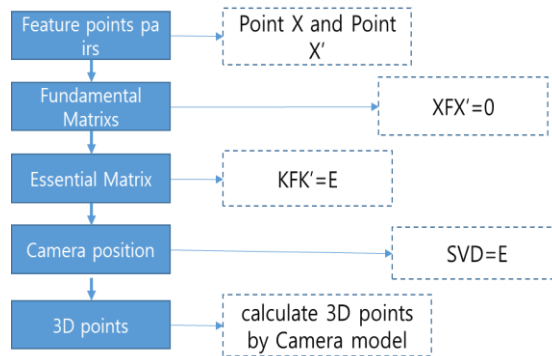 Feature points pa
irs
Point X and Point
X’
Fundamental
Matrixs
XFX’=0
Essential Matrix
KFK’=E
Camera position
SVD=E
3D points
calculate 3D points
by Camera model